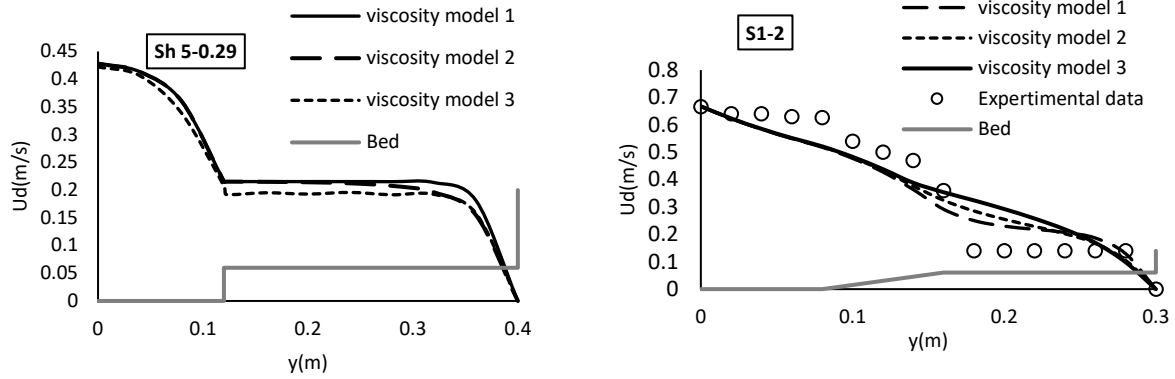 viscosity model 1
viscosity model 2
viscosity model 3
Bed
Sh 5-0.29
0.45
0.4
0.35
0.3
0.25
0.2
0.15
0.1
0.05
0
Ud(m/s)
0 0.1 0.2 0.3 0.4
y(m)
viscosity model 1
viscosity model 2
viscosity model 3
Expertimental data
Bed
S1-2
0.8
0.7
0.6
0.5
0.4
0.3
0.2
0.1
0
Ud(m/s)
0 0.1 0.2 0.3
y(m)